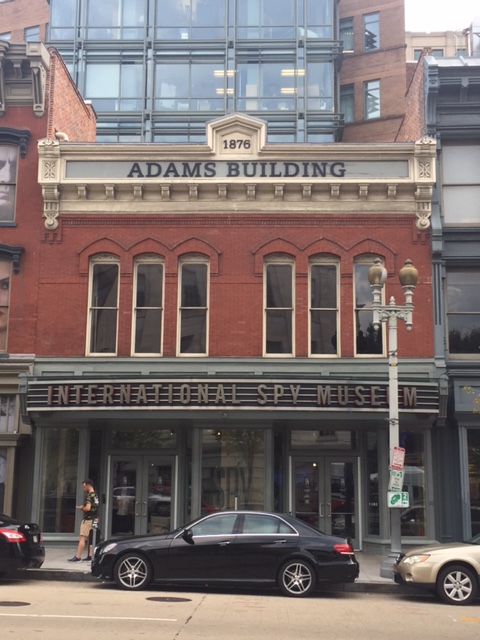 1876
ADAMS BUILDING
INTERNATIONAL SPY MUSEUM